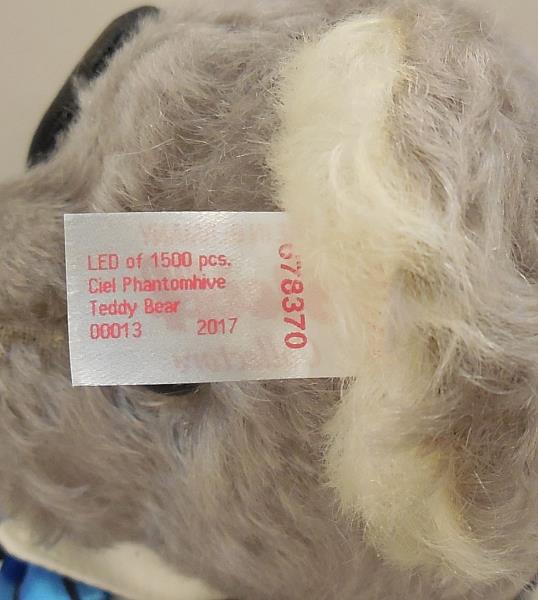 LED of 1500 pcs.
Ciel Phantomhive
Teddy Bear
00013 2017
678370